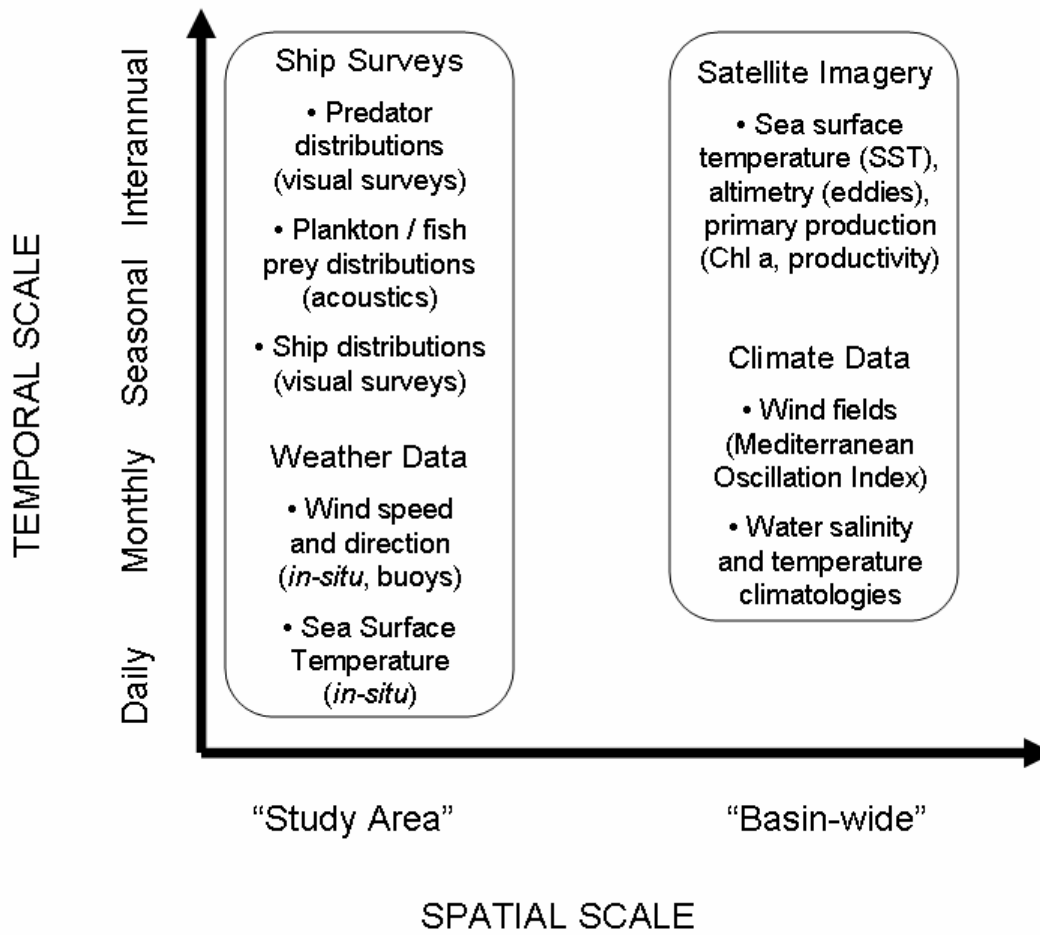 TEMPORAL SCALE
Interannual
Seasonal
Monthly
Daily
Ship Surveys
• Predator
distributions
(visual surveys)
• Plankton / fish
prey distributions
(acoustics)
• Ship distributions
(visual surveys)
Weather Data
• Wind speed
and direction
(in-situ, buoys)
• Sea Surface
Temperature
(in-situ)
Satellite Imagery
• Sea surface
temperature (SST),
altimetry (eddies),
primary production
(Chl a, productivity)
Climate Data
• Wind fields
(Mediterranean
Oscillation Index)
• Water salinity
and temperature
climatologies
“Study Area”
“Basin-wide”
SPATIAL SCALE